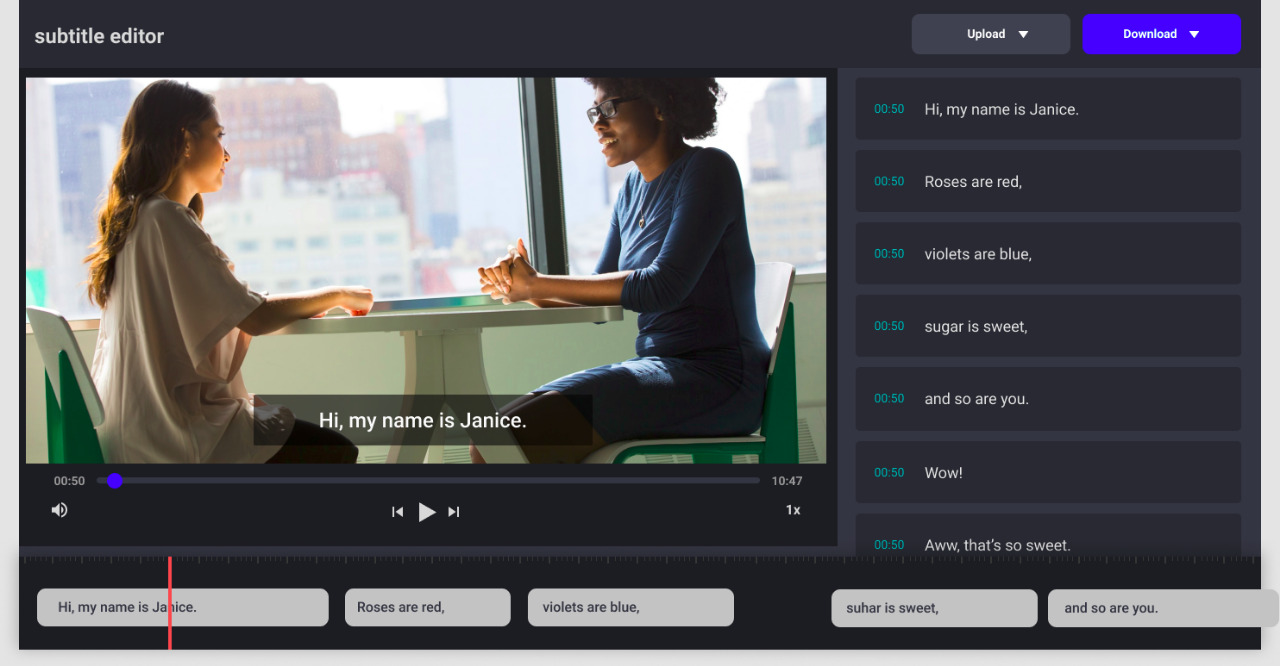 subtitle editor
Upload
Download
Hi, my name is Janice.
00:50
10:47
1x
00:50 Hi, my name is Janice.
00:50 Roses are red,
00:50 violets are blue,
00:50 sugar is sweet,
00:50 and so are you.
00:50 Wow!
00:50 Aww, that's so sweet.
Hi, my name is Janice.
Roses are red,
violets are blue,
suhar is sweet,
and so are you.